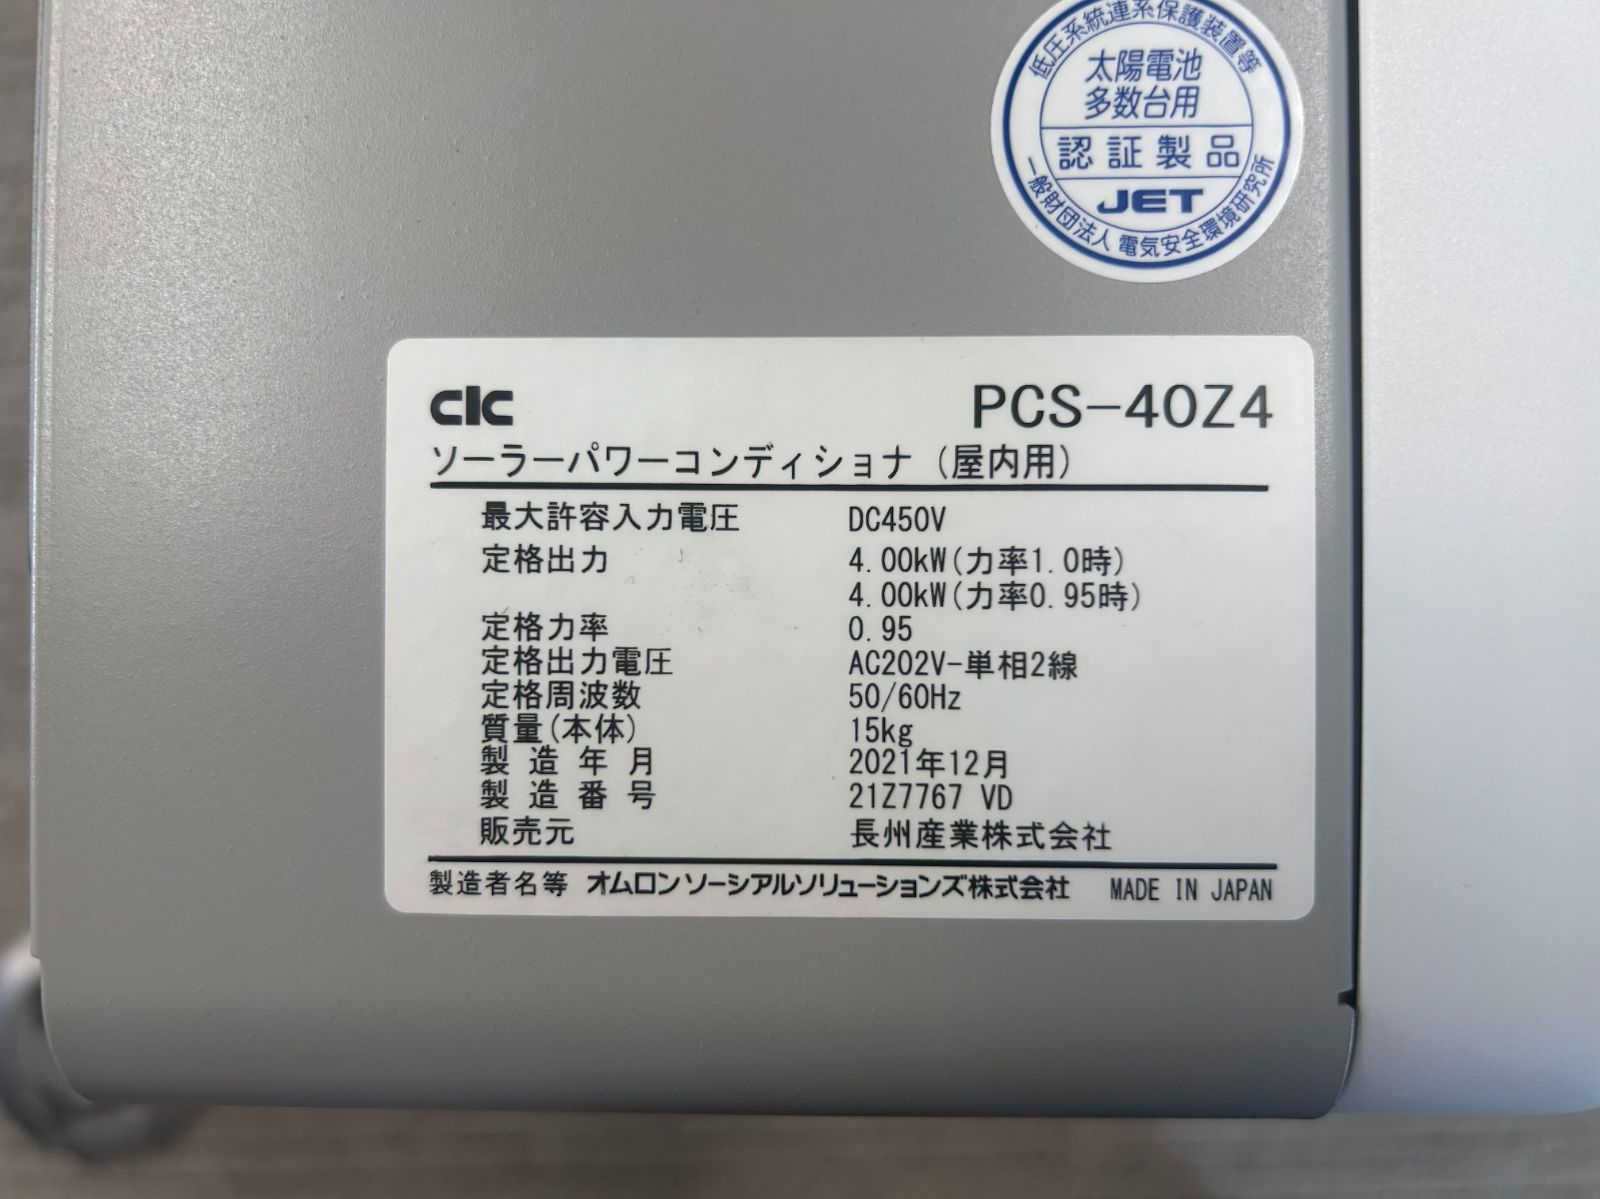 低圧系統連系保護装置等
太陽電池
多数台用
認証製品
JET
一般財団法人 電気安全環境研究所
CIC PCS-40Z4
ソーラーパワーコンディショナ（屋内用）
最大許容入力電圧 DC450V
定格出力 4.00kW(力率1.0時)
4.00kW(力率0.95時)
定格力率 0.95
定格出力電圧 AC202V-単相2線
定格周波数 50/60Hz
質量(本体) 15kg
製造年月 2021年12月
製造番号 21Z7767 VD
販売元 長州産業株式会社
製造者名等 オムロン ソーシアルソリューションズ株式会社 MADE IN JAPAN